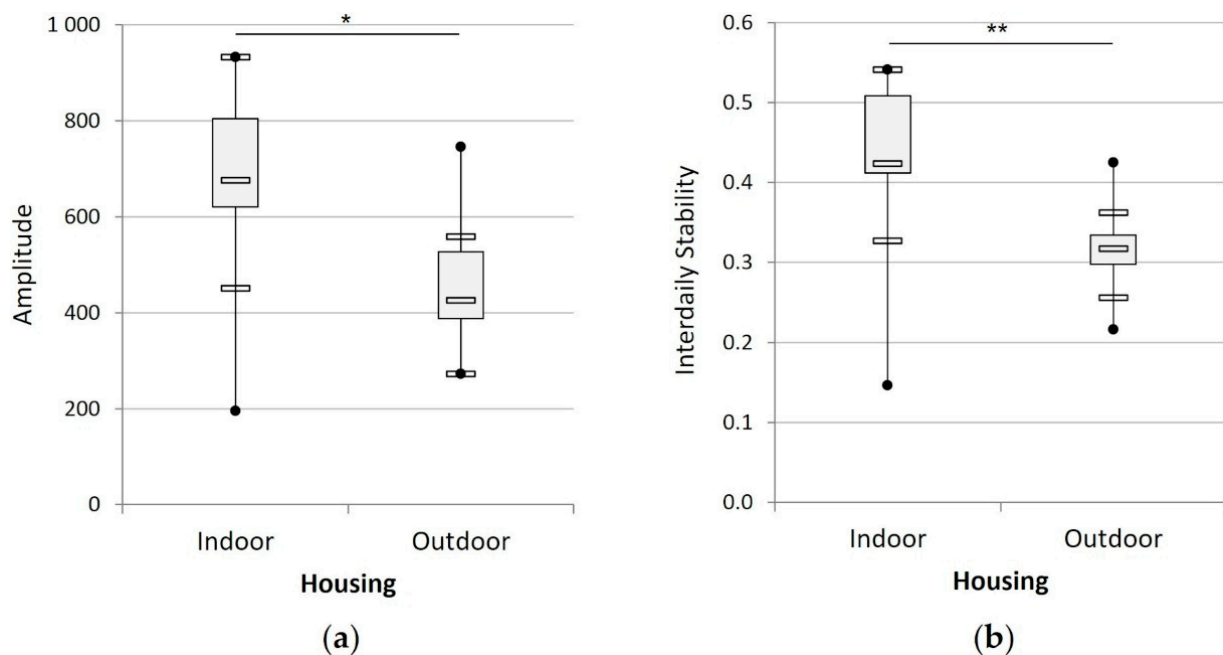 1 000
800
600
400
200
0
Amplitude
*
Indoor Outdoor
Housing
(a)
0.6
0.5
0.4
0.3
0.2
0.1
0.0
Interdaily Stability
**
Indoor Outdoor
Housing
(b)